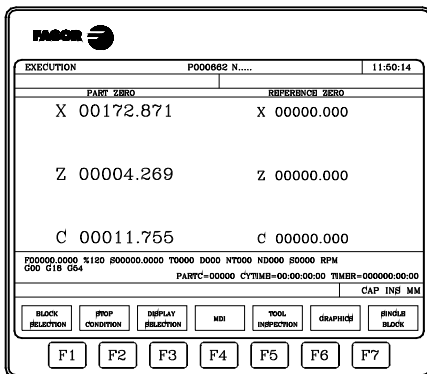 FAGOR
EXECUTION P000662 N..... 11:50:14
PART ZERO REFERENCE ZERO
X 00172.871 X 00000.000
Z 00004.269 Z 00000.000
C 00011.755 C 00000.000
F00000.0000 %120 S00000.0000 T0000 D000 NT000 ND000 S0000 RPM
G00 G18 G54
PARTC=00000 CYTIME=00:00:00:00 TIMER=000000:00:00
CAP INS MM
BLOCK SELECTION STOP CONDITION DISPLAY SELECTION MDI TOOL INSPECTION GRAPHICS SINGLE BLOCK
F1 F2 F3 F4 F5 F6 F7